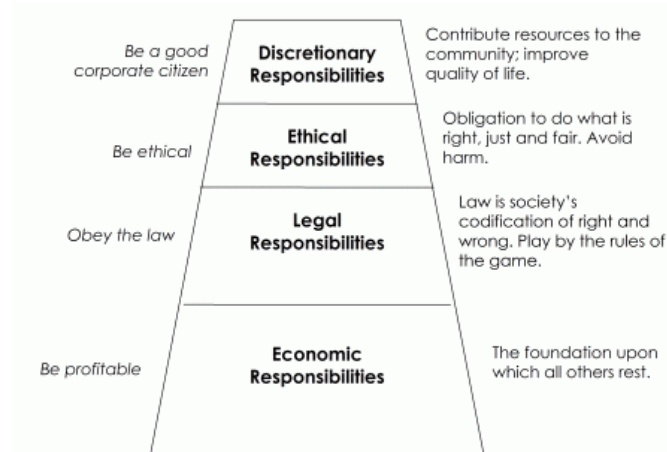 Be a good
corporate citizen
Discretionary
Responsibilities
Contribute resources to the
community; improve
quality of life.
Be ethical
Ethical
Responsibilities
Obligation to do what is
right, just and fair. Avoid
harm.
Obey the law
Legal
Responsibilities
Law is society's
codification of right and
wrong. Play by the rules of
the game.
Be profitable
Economic
Responsibilities
The foundation upon
which all others rest.